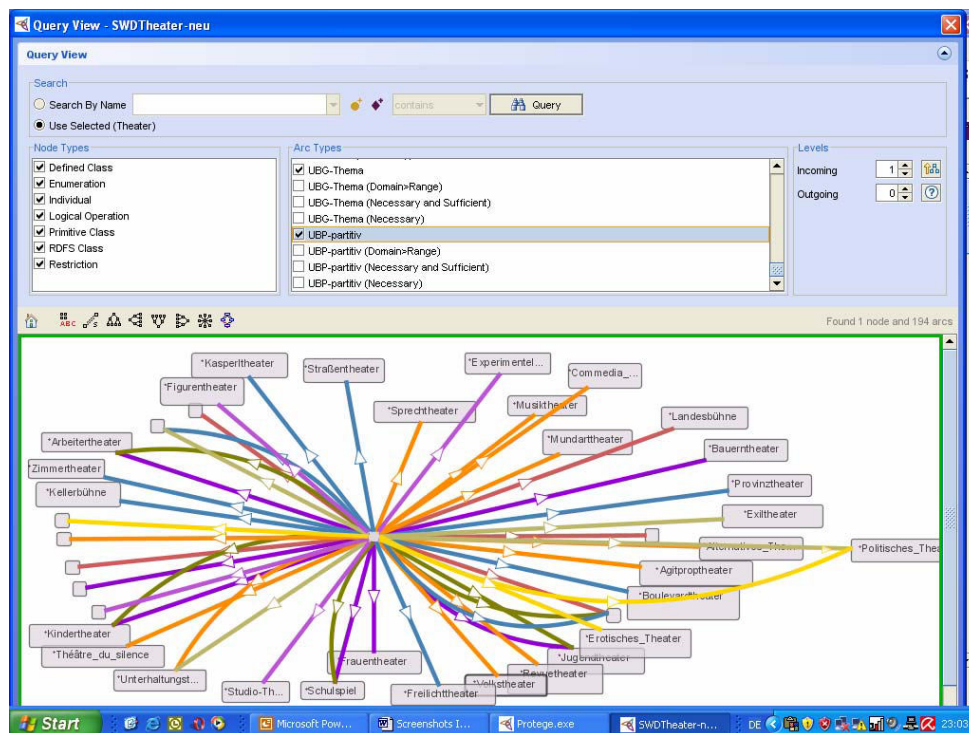 Query View - SWDTheater-neu
Query View
Search
Search By Name
contains
Query
Use Selected (Theater)
Node Types
Defined Class
Enumeration
Individual
Logical Operation
Primitive Class
RDFS Class
Restriction
Arc Types
UBG-Thema
UBG-Thema (Domain>Range)
UBG-Thema (Necessary and Sufficient)
UBG-Thema (Necessary)
UBP-partitiv
UBP-partitiv (Domain>Range)
UBP-partitiv (Necessary and Sufficient)
UBP-partitiv (Necessary)
Levels
Incoming 1
Outgoing 0
ABC
S
Found 1 node and 194 arcs
*Kasperltheater
*Straßentheater
*Experimentel...
*Commedia_...
*Figurentheater
*Sprechtheater
*Musiktheater
*Landesbühne
*Arbeitertheater
*Mundarttheater
*Bauerntheater
*Zimmertheater
*Provinztheater
*Kellerbühne
*Exiltheater
*Politisches_Thea
*Agitproptheater
*Boulevardtheater
*Kindertheater
*Erotisches_Theater
*Théâtre_du_silence
*Frauentheater
*Jugendtheater
*Unterhaltungst...
*Revuetheater
*Studio-Th...
*Schulspiel
*Freilichttheater
*Volkstheater
Start
Microsoft Pow...
Screenshots I...
Protege.exe
SWDTheater-n...
DE
23:03